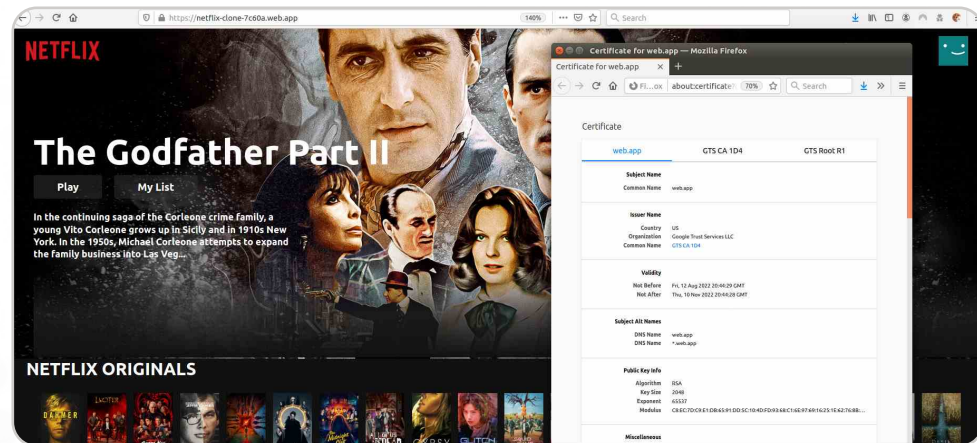 https://netflix-clone-7c60a.web.app
140%
Search
NETFLIX
The Godfather Part II
Play
My List
In the continuing saga of the Corleone crime family, a
young Vito Corleone grows up in Sicily and in 1910s New
York. In the 1950s, Michael Corleone attempts to expand
the family business into Las Veg...
NETFLIX ORIGINALS
DAHMER
LUCIFER
GLITCH
Certificate for web.app — Mozilla Firefox
Certificate for web.app
Fi...ox
about:certificate
70%
Search
Certificate
web.app
GTS CA 1D4
GTS Root R1
Subject Name
Common Name web.app
Issuer Name
Country US
Organization Google Trust Services LLC
Common Name GTS CA 1D4
Validity
Not Before Fri, 12 Aug 2022 20:44:29 GMT
Not After Thu, 10 Nov 2022 20:44:28 GMT
Subject Alt Names
DNS Name web.app
DNS Name *.web.app
Public Key Info
Algorithm RSA
Key Size 2048
Exponent 65537
Modulus
Miscellaneous